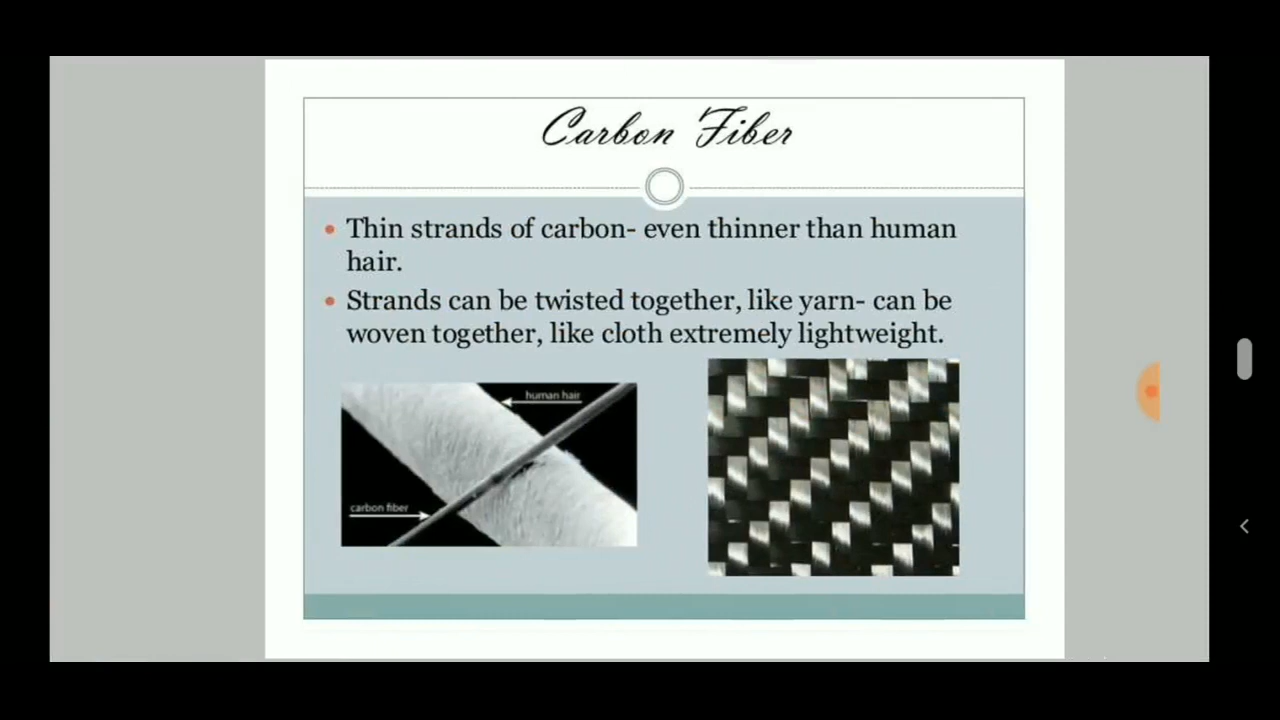 Carbon Fiber
• Thin strands of carbon- even thinner than human
hair.
• Strands can be twisted together, like yarn- can be
woven together, like cloth extremely lightweight.
human hair
carbon fiber